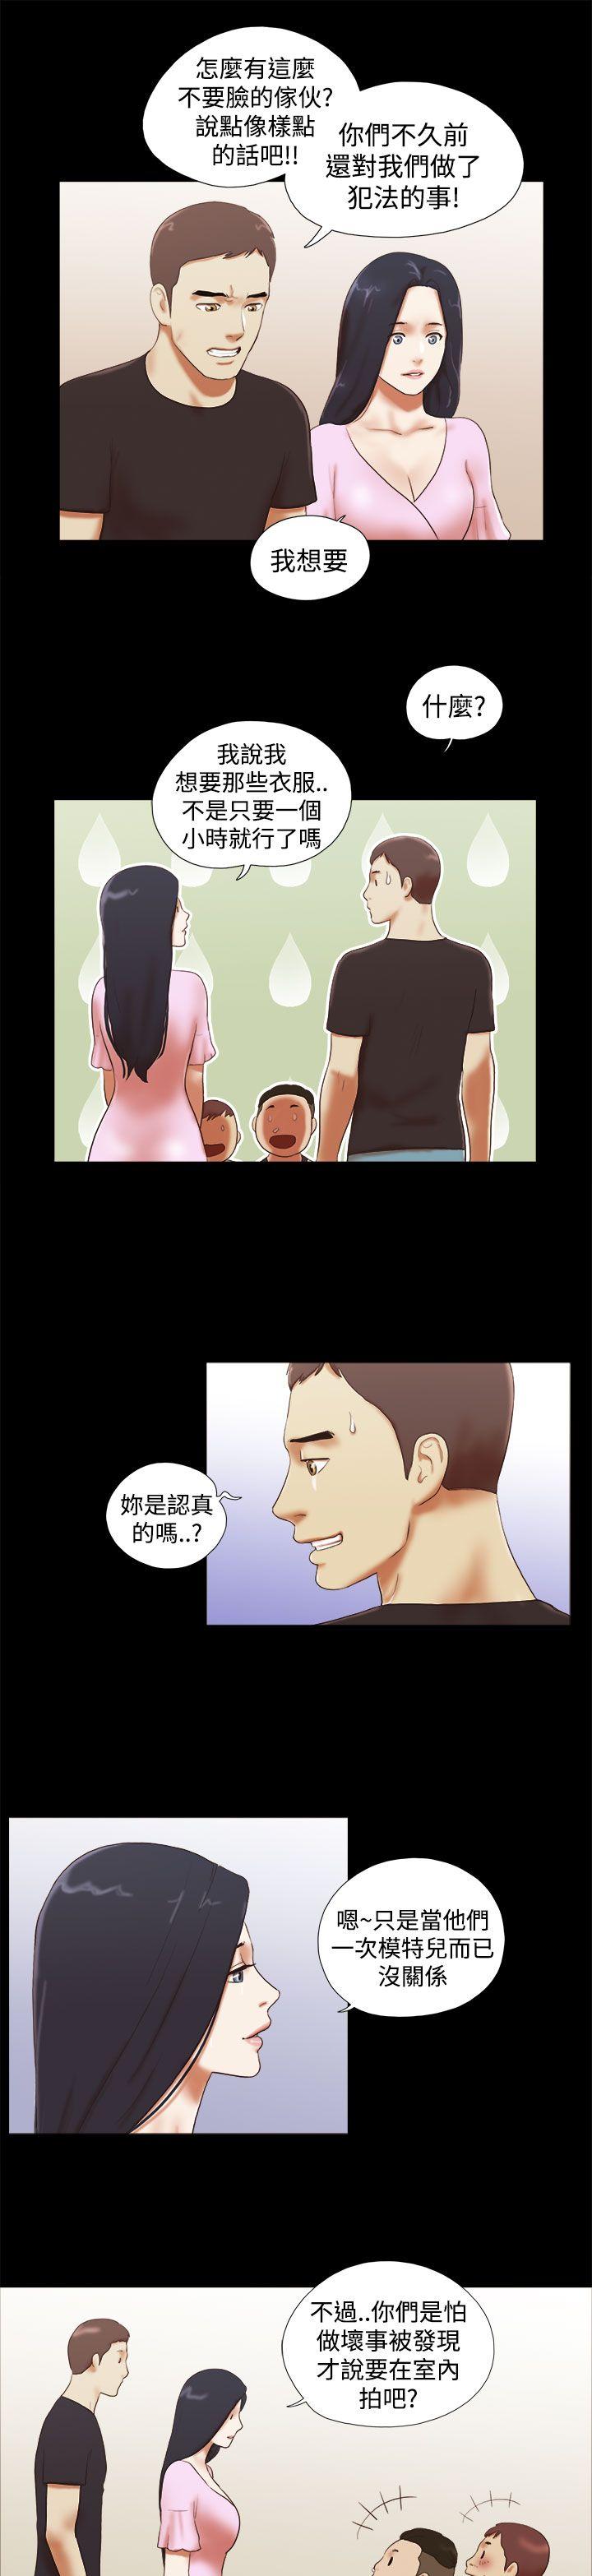 怎麼有這麼
不要臉的傢伙?
說點像樣點
的話吧!!
你們不久前
還對我們做了
犯法的事!
我想要
什麼?
我說我
想要那些衣服..
不是只要一個
小時就行了嗎
妳是認真
的嗎..?
嗯~只是當他們
一次模特兒而已
沒關係
不過..你們是怕
做壞事被發現
才說要在室內
拍吧?